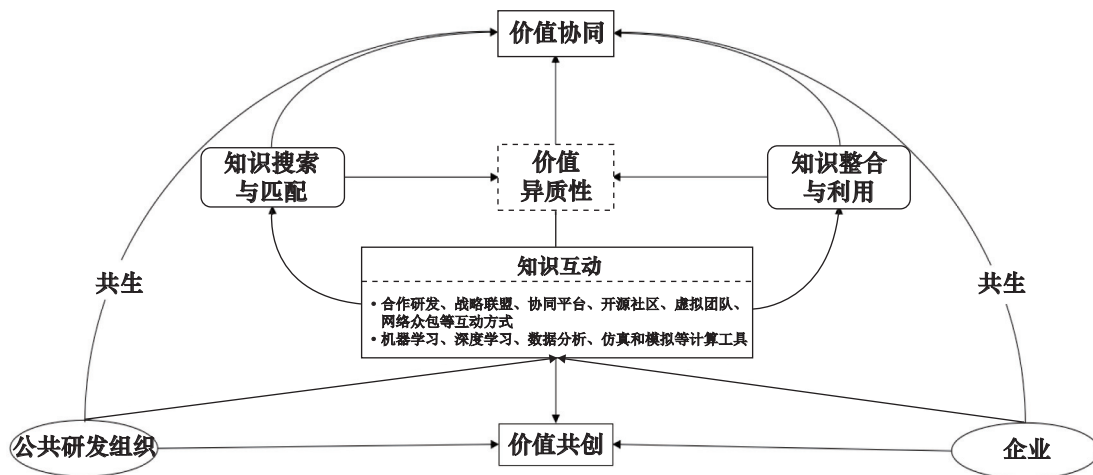 价值协同
知识搜索
与匹配
价值
异质性
知识整合
与利用
知识互动
• 合作研发、战略联盟、协同平台、开源社区、虚拟团队、
网络众包等互动方式
• 机器学习、深度学习、数据分析、仿真和模拟等计算工具
共生
共生
公共研发组织
价值共创
企业